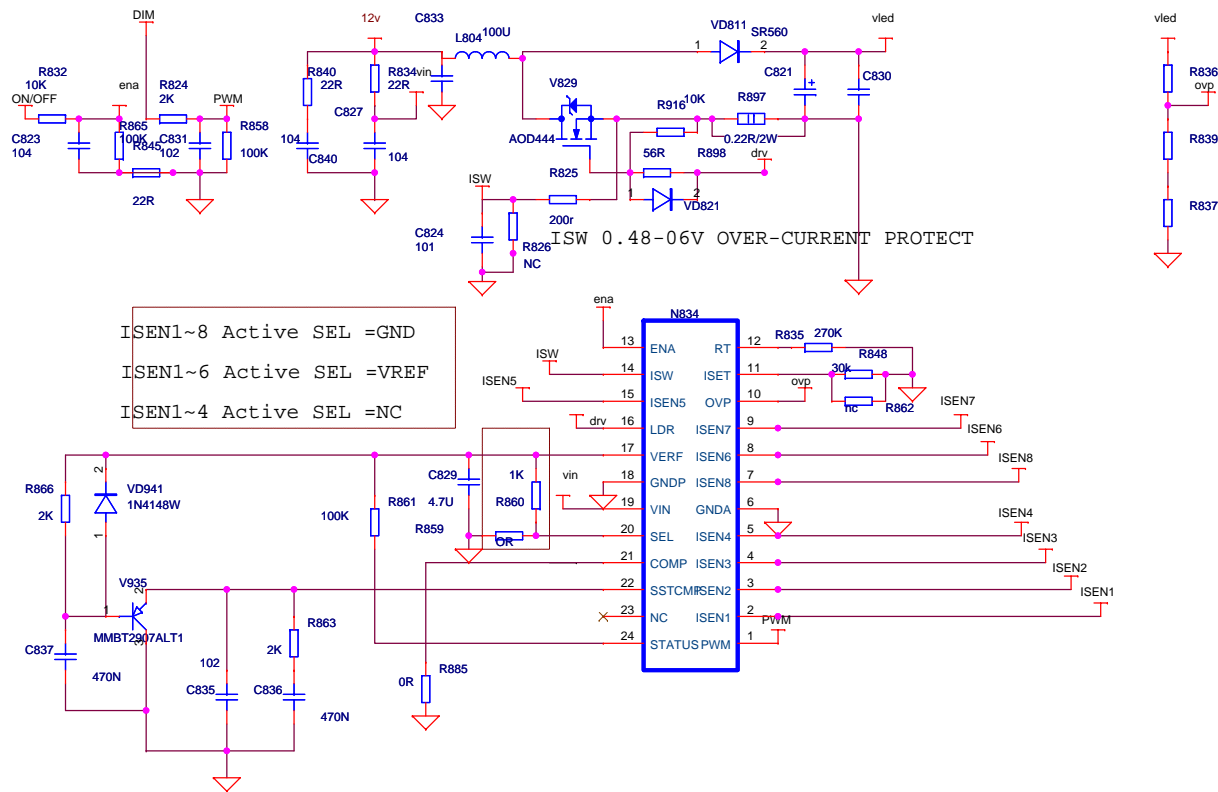 DIM
12v
C833
VD811
SR560
vled
vled
L804
100U
1
2
R832
10K
ON/OFF
ena
R824
2K
PWM
R840
22R
R834
22R
vin
V829
C821
+
C830
R836
ovp
C823
104
R865
100K
R845
C831
102
R858
100K
C827
104
C840
104
AOD444
R916
10K
R897
0.22R/2W
drv
R839
22R
ISW
R825
200r
56R
R898
1
2
VD821
R837
C824
101
R826
NC
ISW 0.48-06V OVER-CURRENT PROTECT
ISEN1~8 Active SEL =GND
ISEN1~6 Active SEL =VREF
ISEN1~4 Active SEL =NC
ena
N834
ISW
ISEN5
drv
vin
13 ENA
14 ISW
15 ISEN5
16 LDR
17 VERF
18 GNDP
19 VIN
20 SEL
21 COMP
22 SSTCMP
23 NC
24 STATUS
RT 12
ISET 11
OVP 10
ISEN7 9
ISEN6 8
ISEN8 7
GNDA 6
ISEN4 5
ISEN3 4
ISEN2 3
ISEN1 2
PWM 1
R835
270K
R848
30k
ovp
nc
R862
ISEN7
ISEN6
ISEN8
ISEN4
ISEN3
ISEN2
ISEN1
PWM
R866
2K
2
VD941
1N4148W
1
R861
100K
C829
4.7U
1K
R860
R859
OR
V935
2
1
3
MMBT2907ALT1
C837
470N
102
C835
R863
2K
C836
470N
R885
0R